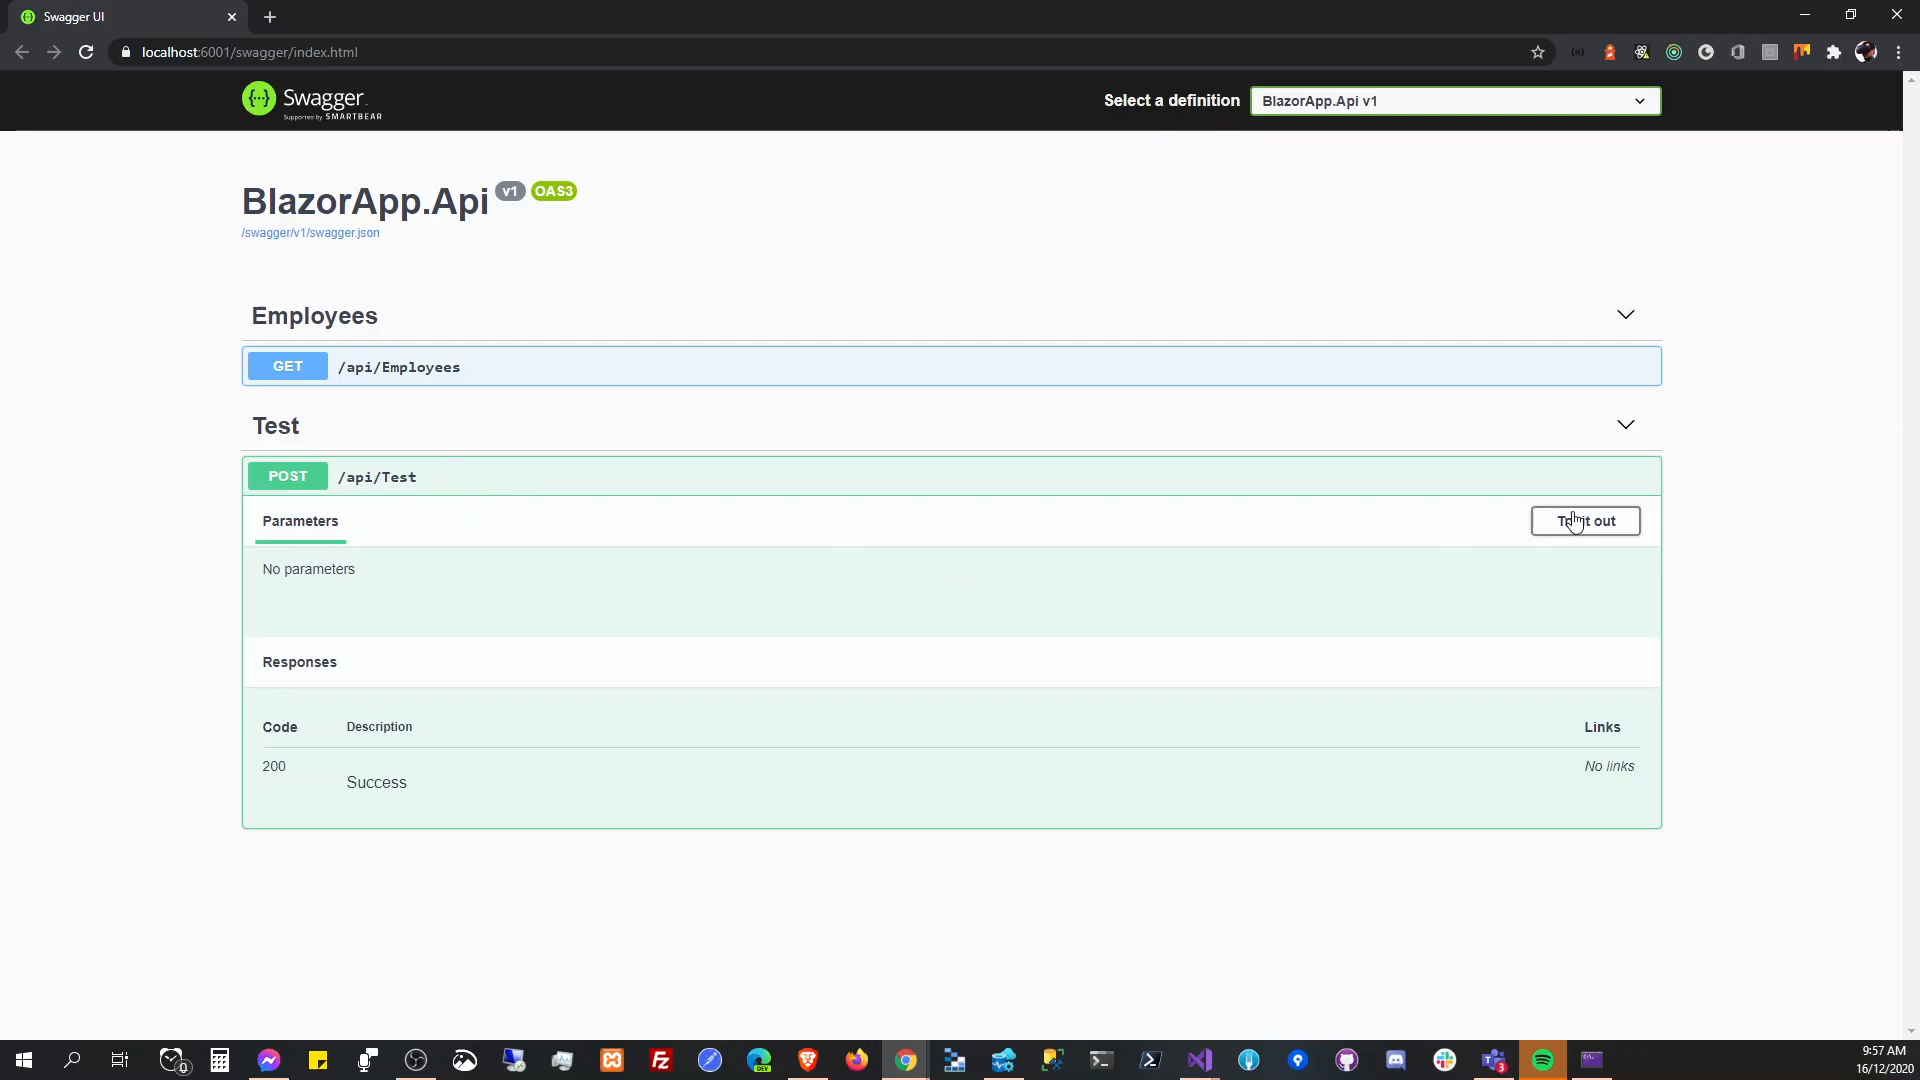 Swagger UI
localhost:6001/swagger/index.html
Swagger
Supported by SMARTBEAR
Select a definition
BlazorApp.Api v1
BlazorApp.Api v1 OAS3
/swagger/v1/swagger.json
Employees
GET /api/Employees
Test
POST /api/Test
Parameters
out
No parameters
Responses
Code Description Links
200 Success No links
DEV
3
9:57 AM
16/12/2020